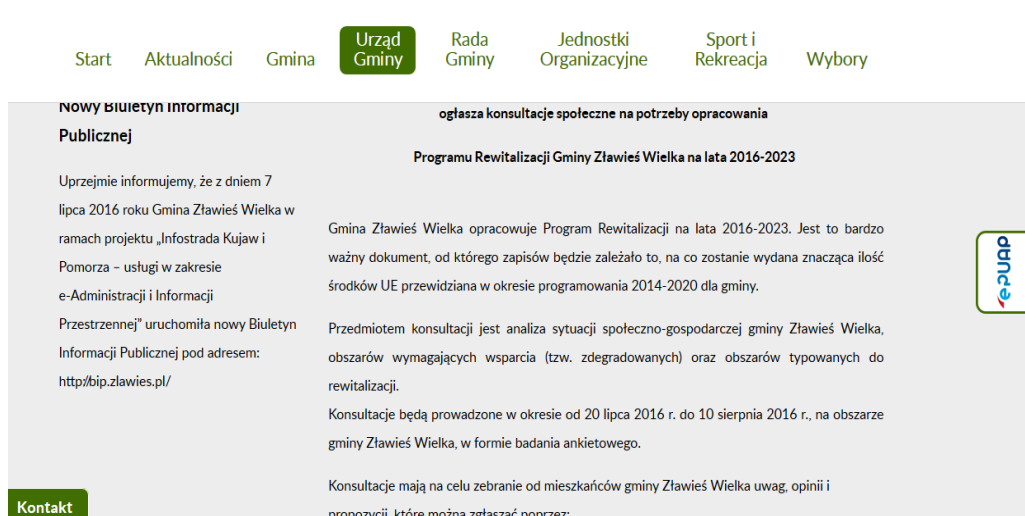 Start
Aktualności
Gmina
Urząd
Gminy
Rada
Gminy
Jednostki
Organizacyjne
Sport i
Rekreacja
Wybory
Nowy Biuletyn Informacji
Publicznej
Uprzejmie informujemy, że z dniem 7
lipca 2016 roku Gmina Zławieś Wielka w
ramach projektu „Infostrada Kujaw i
Pomorza – usługi w zakresie
e-Administracji i Informacji
Przestrzennej” uruchomiła nowy Biuletyn
Informacji Publicznej pod adresem:
http://bip.zlawies.pl/
ogłasza konsultacje społeczne na potrzeby opracowania
Programu Rewitalizacji Gminy Zławieś Wielka na lata 2016-2023
Gmina Zławieś Wielka opracowuje Program Rewitalizacji na lata 2016-2023. Jest to bardzo
ważny dokument, od którego zapisów będzie zależało to, na co zostanie wydana znacząca ilość
środków UE przewidziana w okresie programowania 2014-2020 dla gminy.
Przedmiotem konsultacji jest analiza sytuacji społeczno-gospodarczej gminy Zławieś Wielka,
obszarów wymagających wsparcia (tzw. zdegradowanych) oraz obszarów typowanych do
rewitalizacji.
Konsultacje będą prowadzone w okresie od 20 lipca 2016 r. do 10 sierpnia 2016 r., na obszarze
gminy Zławieś Wielka, w formie badania ankietowego.
Konsultacje mają na celu zebranie od mieszkańców gminy Zławieś Wielka uwag, opinii i
propozycji, które można zgłaszać poprzez:
ePUAP
Kontakt